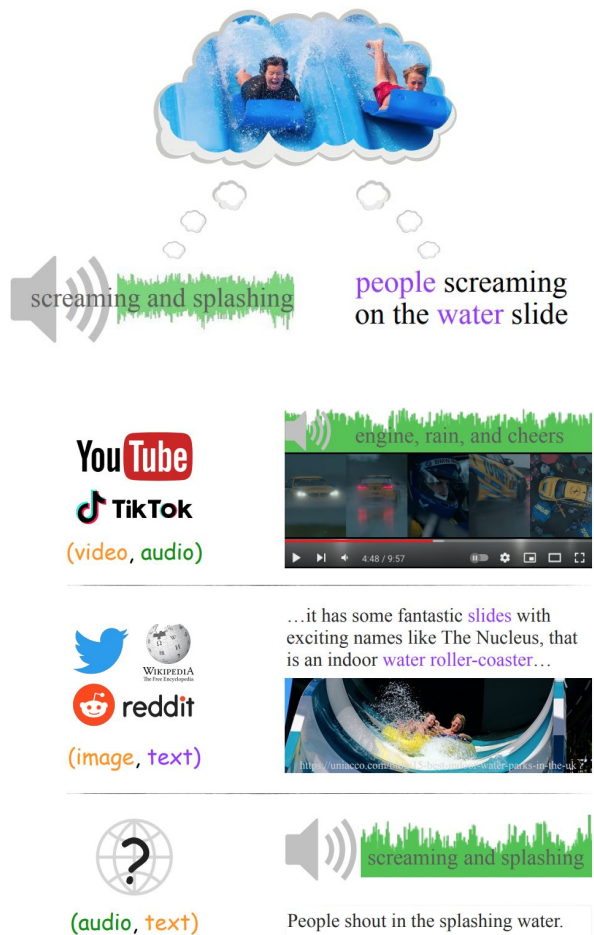 screaming and splashing
people screaming
on the water slide
engine, rain, and cheers
YouTube
TikTok
4:48 / 9:57
(video, audio)
…it has some fantastic slides with
exciting names like The Nucleus, that
is an indoor water roller-coaster…
WIKIPEDIA
The Free Encyclopedia
reddit
(image, text)
?
screaming and splashing
(audio, text)
People shout in the splashing water.